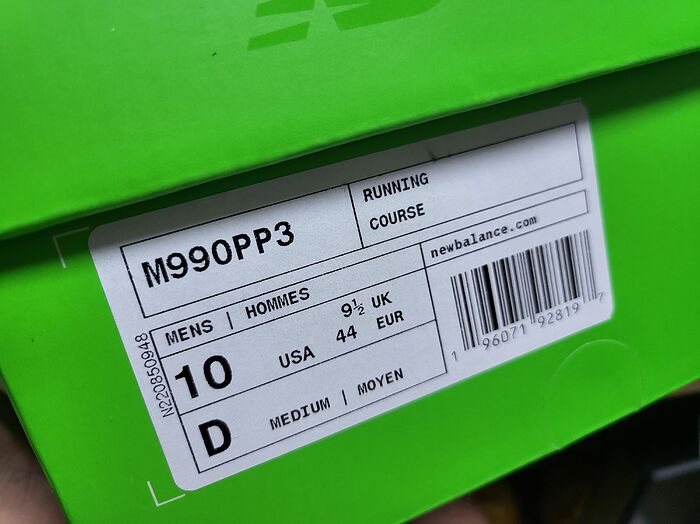 M990PP3
RUNNING
COURSE
newbalance.com
MENS | HOMMES
10 USA
9½ UK
44 EUR
D MEDIUM | MOYEN
N220850948
1 96071 92819 7